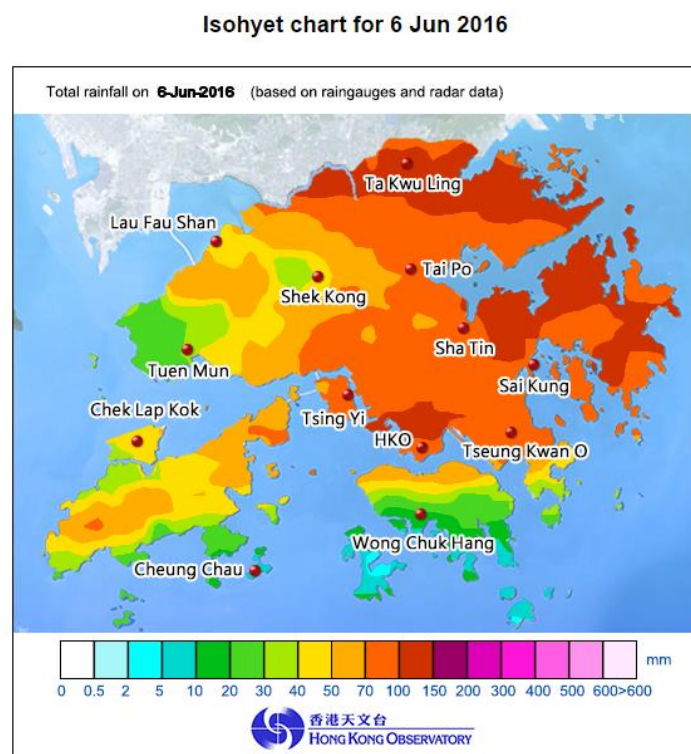 Isohyet chart for 6 Jun 2016
Total rainfall on 6-Jun-2016 (based on raingauges and radar data)
Ta Kwu Ling
Lau Fau Shan
Tai Po
Shek Kong
Sha Tin
Tuen Mun
Sai Kung
Chek Lap Kok
Tsing Yi
HKO
Tseung Kwan O
Wong Chuk Hang
Cheung Chau
mm
0 0.5 2 5 10 20 30 40 50 70 100 150 200 300 400 500 600>600
香港天文台
HONG KONG OBSERVATORY